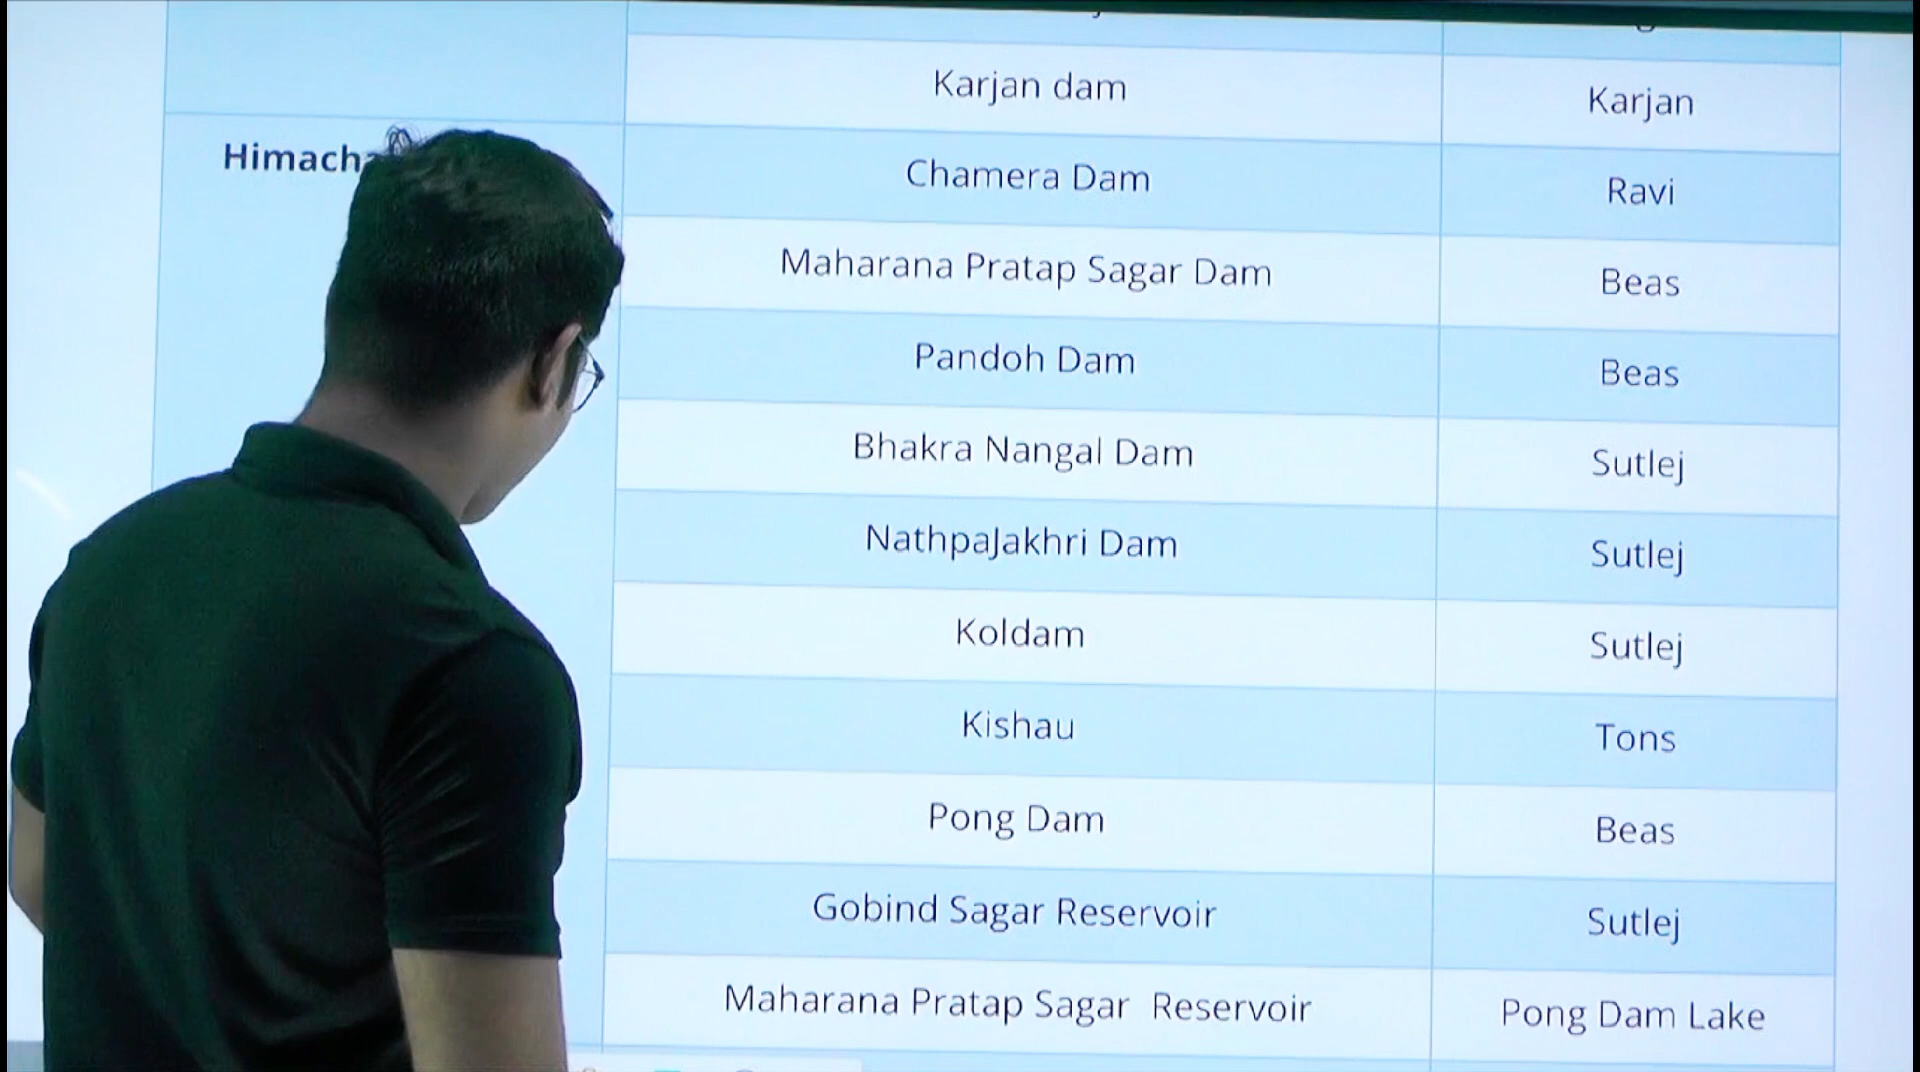 Karjan dam Karjan
Chamera Dam Ravi
Maharana Pratap Sagar Dam Beas
Pandoh Dam Beas
Bhakra Nangal Dam Sutlej
NathpaJakhri Dam Sutlej
Koldam Sutlej
Kishau Tons
Pong Dam Beas
Gobind Sagar Reservoir Sutlej
Maharana Pratap Sagar Reservoir Pong Dam Lake